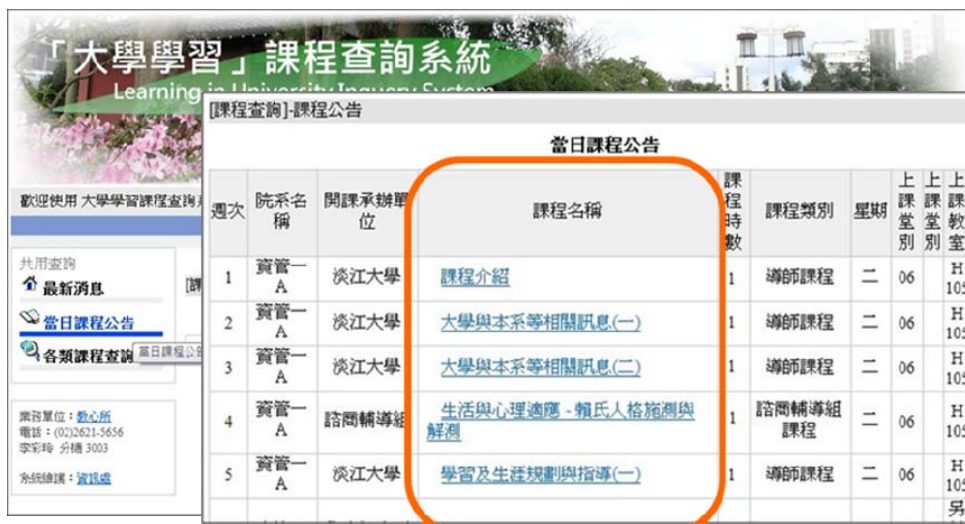 「大學學習」課程查詢系統
Learning in University Inquery System
歡迎使用 大學學習課程查詢
共用查詢
最新消息
當日課程公告
各類課程查詢
當日課程公告
業務單位：教心所
電話：(02)2621-5656
李彩玲 分機 3003
系統維護：資訊處
[課程查詢]-課程公告
當日課程公告
週次 院系名稱 開課承辦單位 課程名稱 課程時數 課程類別 星期 上課堂別 上課堂別 上課教室
1 資管一A 淡江大學 課程介紹 1 導師課程 二 06 H 105
2 資管一A 淡江大學 大學與本系等相關訊息(一) 1 導師課程 二 06 H 105
3 資管一A 淡江大學 大學與本系等相關訊息(二) 1 導師課程 二 06 H 105
4 資管一A 諮商輔導組 生活與心理適應 - 賴氏人格施測與解測 1 諮商輔導組課程 二 06 H 105
5 資管一A 淡江大學 學習及生涯規劃與指導(一) 1 導師課程 二 06 H 105
另